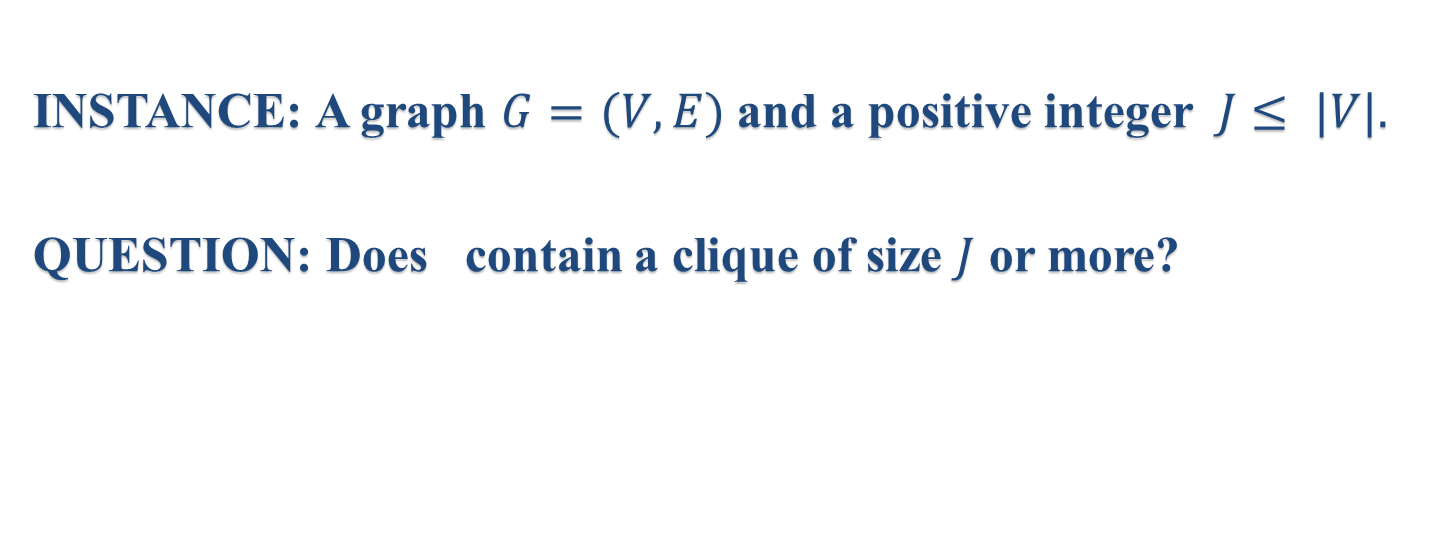 INSTANCE: A graph 𝐺 = (𝑉, 𝐸) and a positive integer 𝐽 ≤ |𝑉|.
QUESTION: Does contain a clique of size 𝐽 or more?